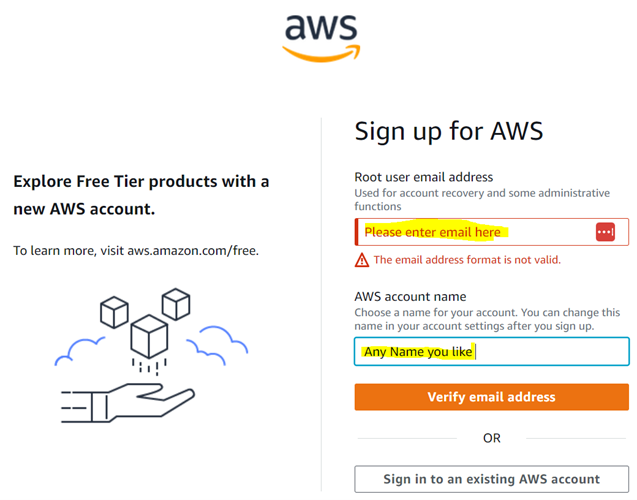 aws
Sign up for AWS
Explore Free Tier products with a
new AWS account.
To learn more, visit aws.amazon.com/free.
Root user email address
Used for account recovery and some administrative
functions
Please enter email here
The email address format is not valid.
AWS account name
Choose a name for your account. You can change this
name in your account settings after you sign up.
Any Name you like
Verify email address
OR
Sign in to an existing AWS account